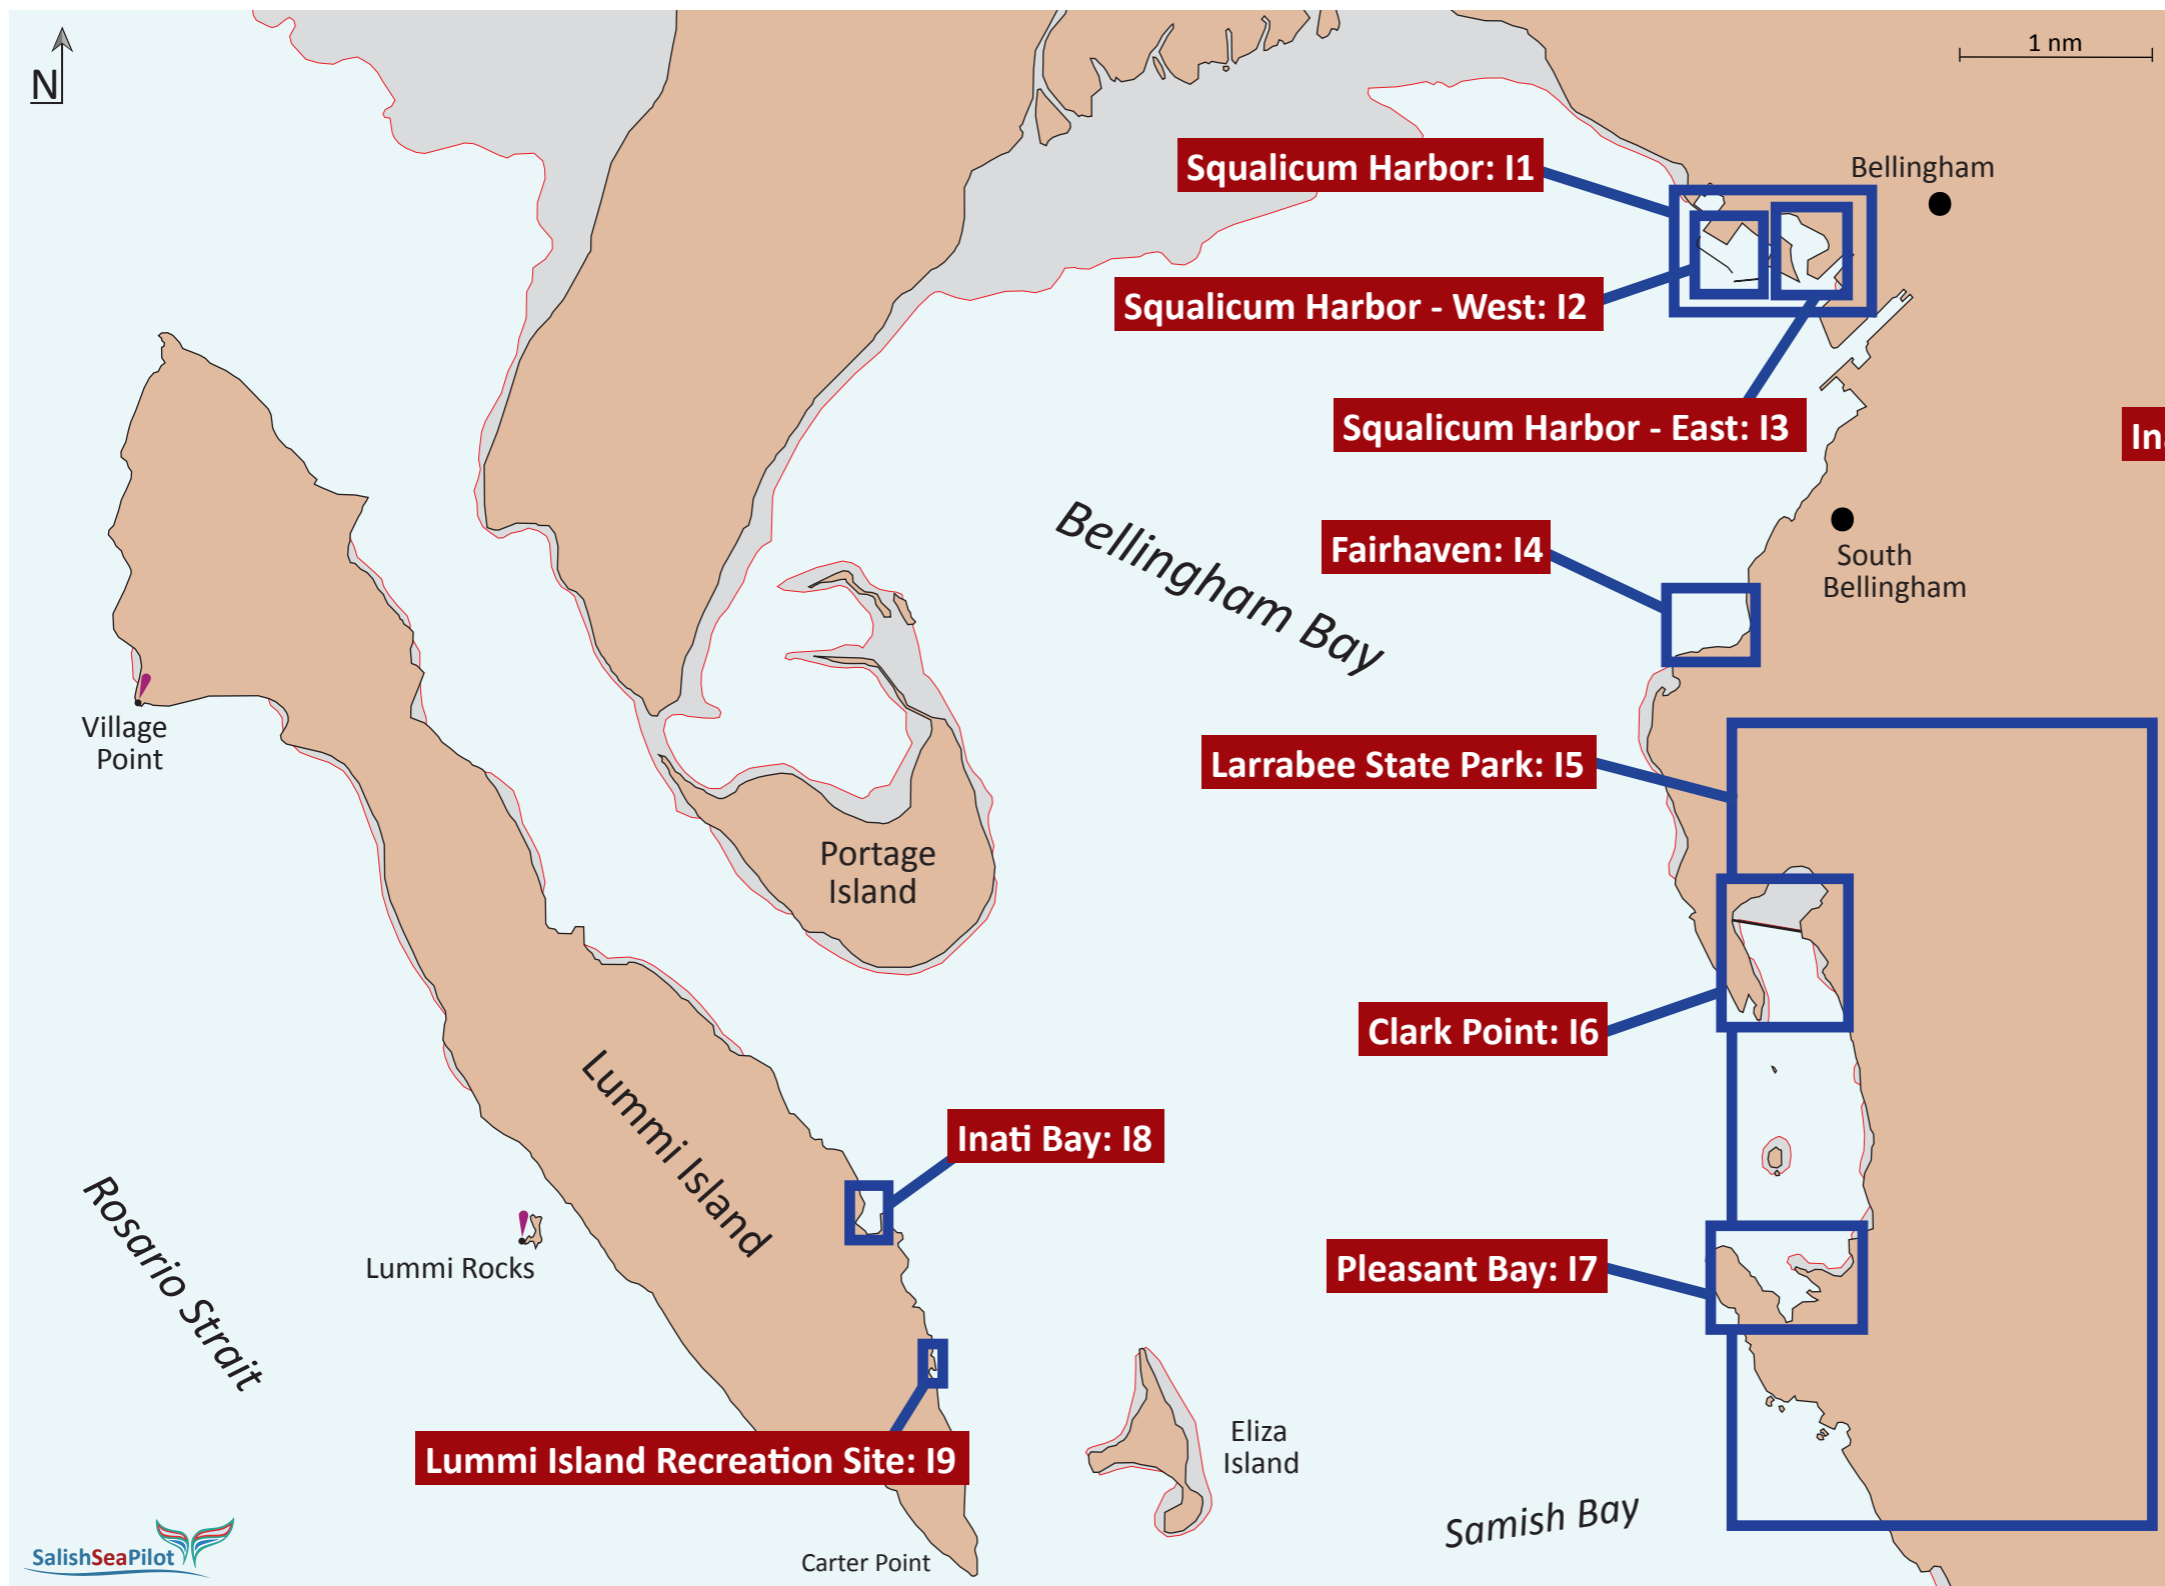 N
1 nm
Squalicum Harbor: I1
Bellingham
Squalicum Harbor - West: I2
Squalicum Harbor - East: I3
In
Bellingham Bay
Fairhaven: I4
South
Bellingham
Village
Point
Larrabee State Park: I5
Portage
Island
Clark Point: I6
Lummi Island
Inati Bay: I8
Rosario Strait
Lummi Rocks
Pleasant Bay: I7
Eliza
Island
Lummi Island Recreation Site: I9
Samish Bay
SalishSeaPilot
Carter Point